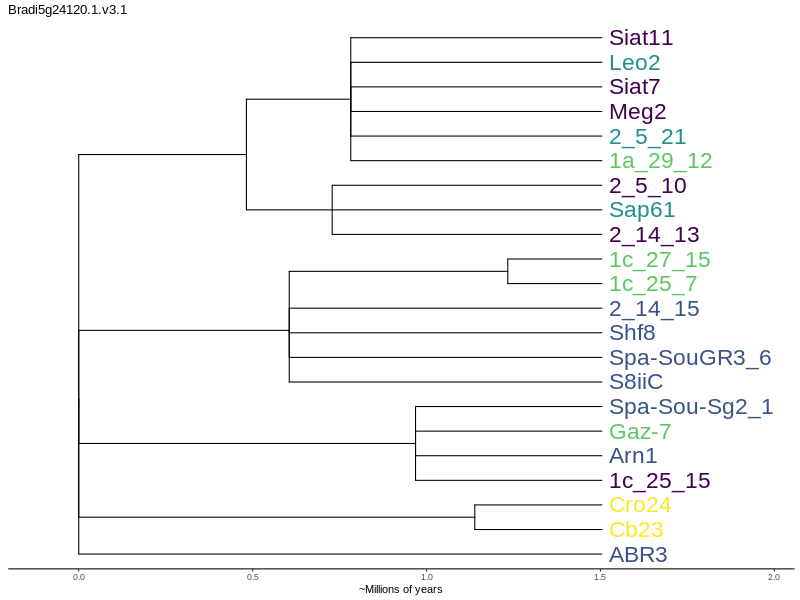 Bradi5g24120.1.v3.1
Siat11
Leo2
Siat7
Meg2
2_5_21
1a_29_12
2_5_10
Sap61
2_14_13
1c_27_15
1c_25_7
2_14_15
Shf8
Spa-SouGR3_6
S8iiC
Spa-Sou-Sg2_1
Gaz-7
Arn1
1c_25_15
Cro24
Cb23
ABR3
0.0 0.5 1.0 1.5 2.0
~Millions of years